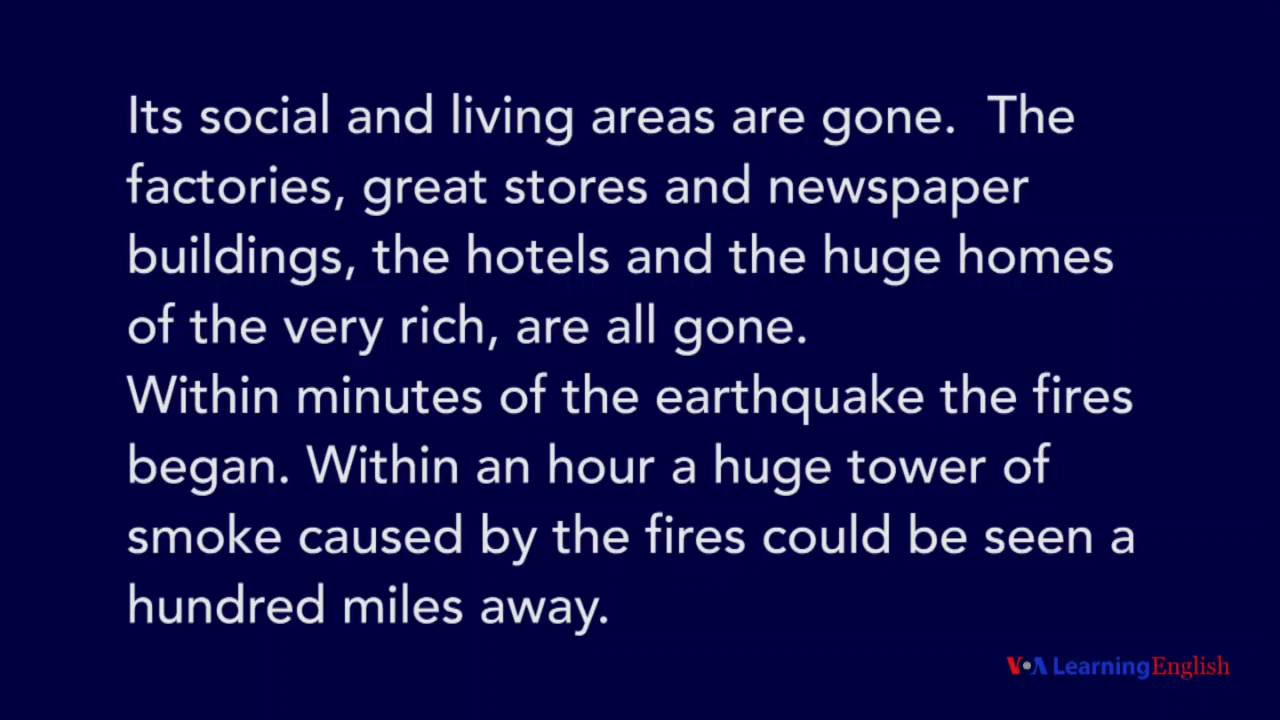 Its social and living areas are gone.  The
factories, great stores and newspaper
buildings, the hotels and the huge homes
of the very rich, are all gone.
Within minutes of the earthquake the fires
began. Within an hour a huge tower of
smoke caused by the fires could be seen a
hundred miles away.
VOA Learning English